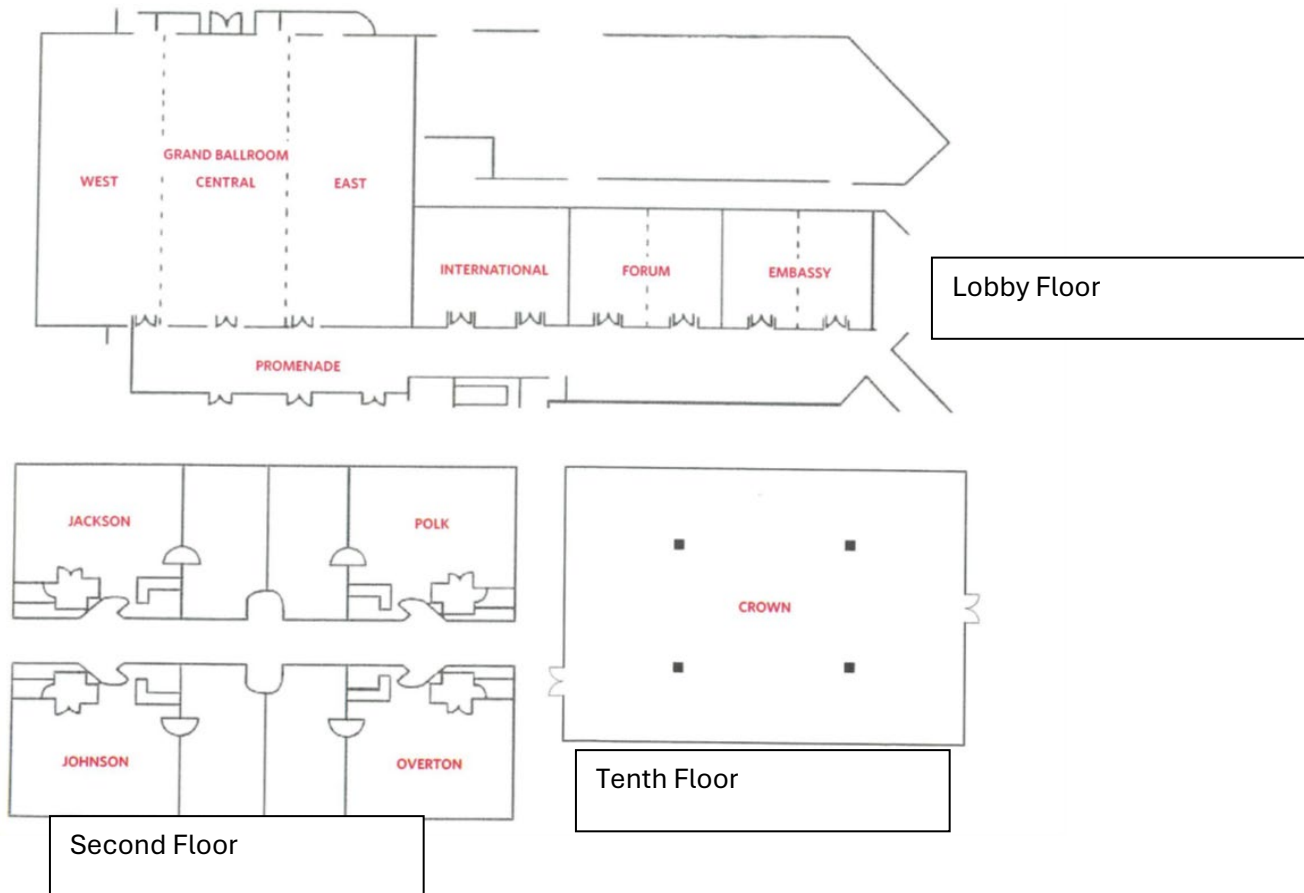 GRAND BALLROOM
WEST CENTRAL EAST
INTERNATIONAL FORUM EMBASSY
Lobby Floor
PROMENADE
JACKSON POLK
CROWN
JOHNSON OVERTON
Tenth Floor
Second Floor